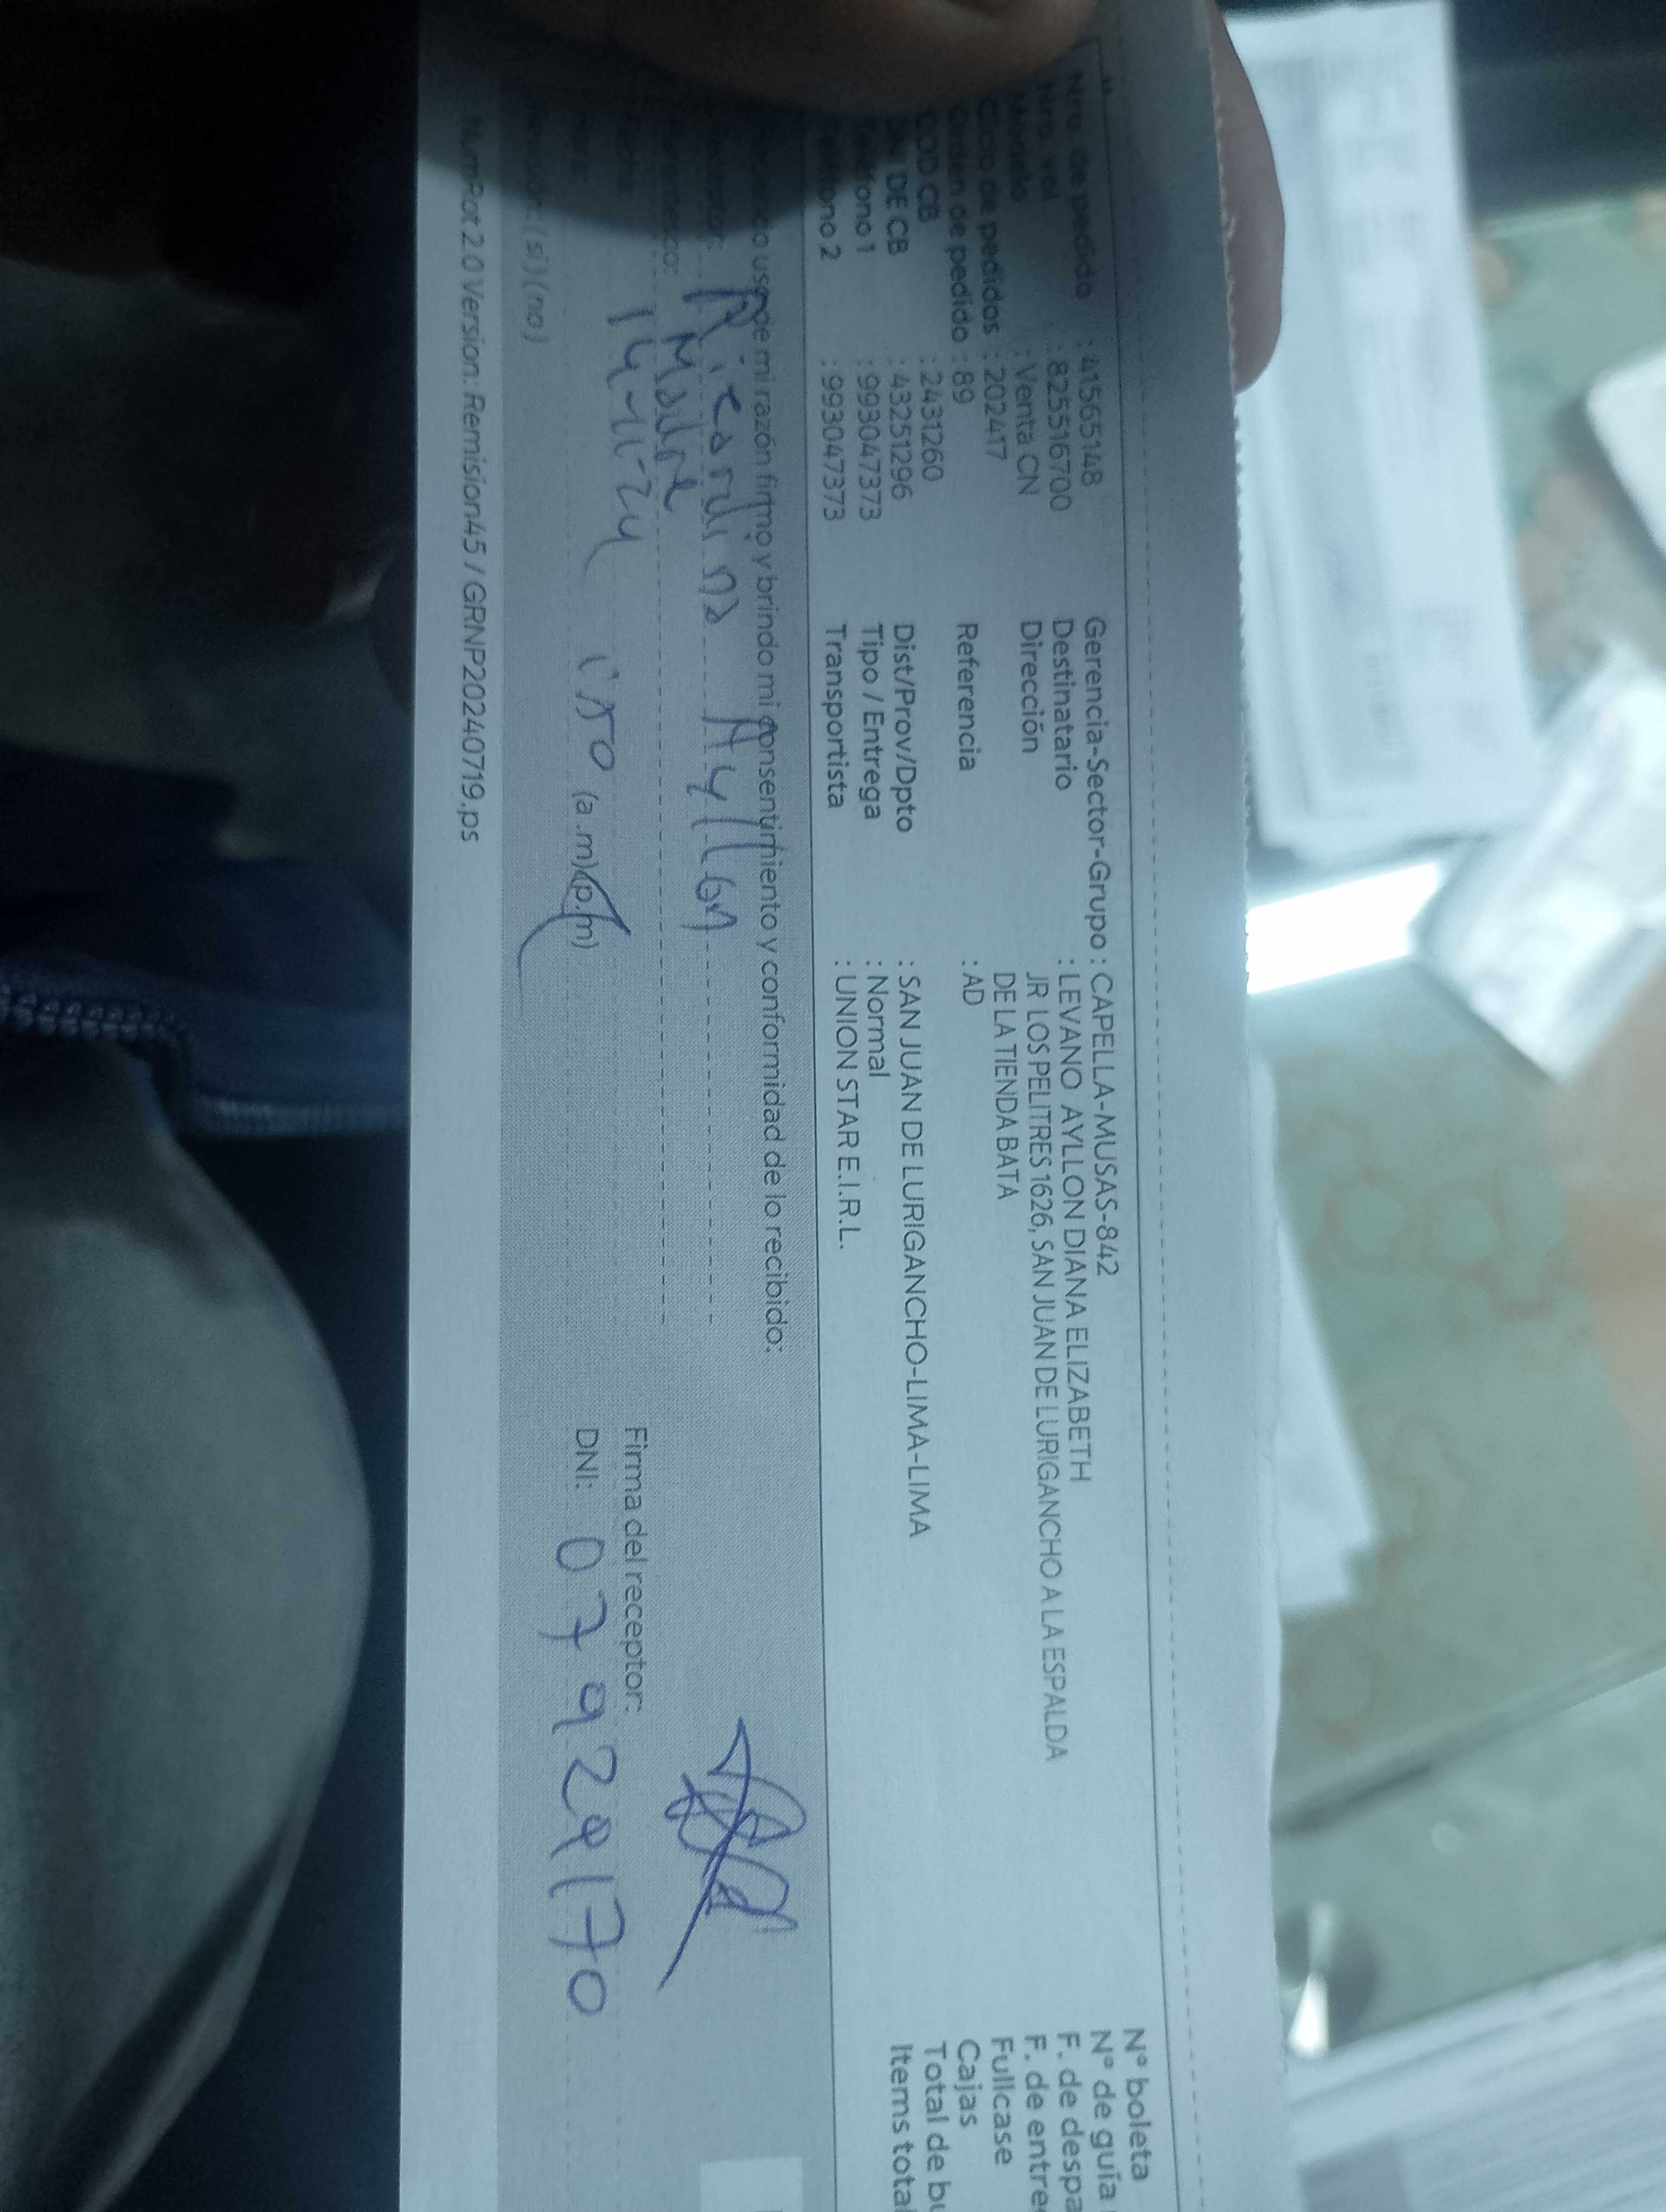 Nro. de pedido : 41565148
Nro. vol : 825516700
Modelo : Venta CN
Ciclo de pedidos : 202417
Orden de pedido : 89
COD CB : 2431260
DNI DE CB : 43251296
Teléfono 1 : 993047373
Teléfono 2 : 993047373
Gerencia-Sector-Grupo : CAPELLA-MUSAS-842
Destinatario : LEVANO AYLLON DIANA ELIZABETH
Dirección JR LOS PELITRES 1626, SAN JUAN DE LURIGANCHO A LA ESPALDA
DE LA TIENDA BATA
Referencia : AD
Dist/Prov/Dpto : SAN JUAN DE LURIGANCHO-LIMA-LIMA
Tipo / Entrega : Normal
Transportista : UNION STAR E.I.R.L.
N° boleta
N° de guía
F. de despa
F. de entre
Fullcase
Cajas
Total de bu
Items total
uso de mi razón firmo y brindo mi consentimiento y conformidad de lo recibido:
Ricardina Ayllon
Madre
14-11-24
(a.m)(p.m)
(si) (no)
Firma del receptor:
DNI: 07929170
NumRot 2.0 Version: Remision45 / GRNP20240719.ps